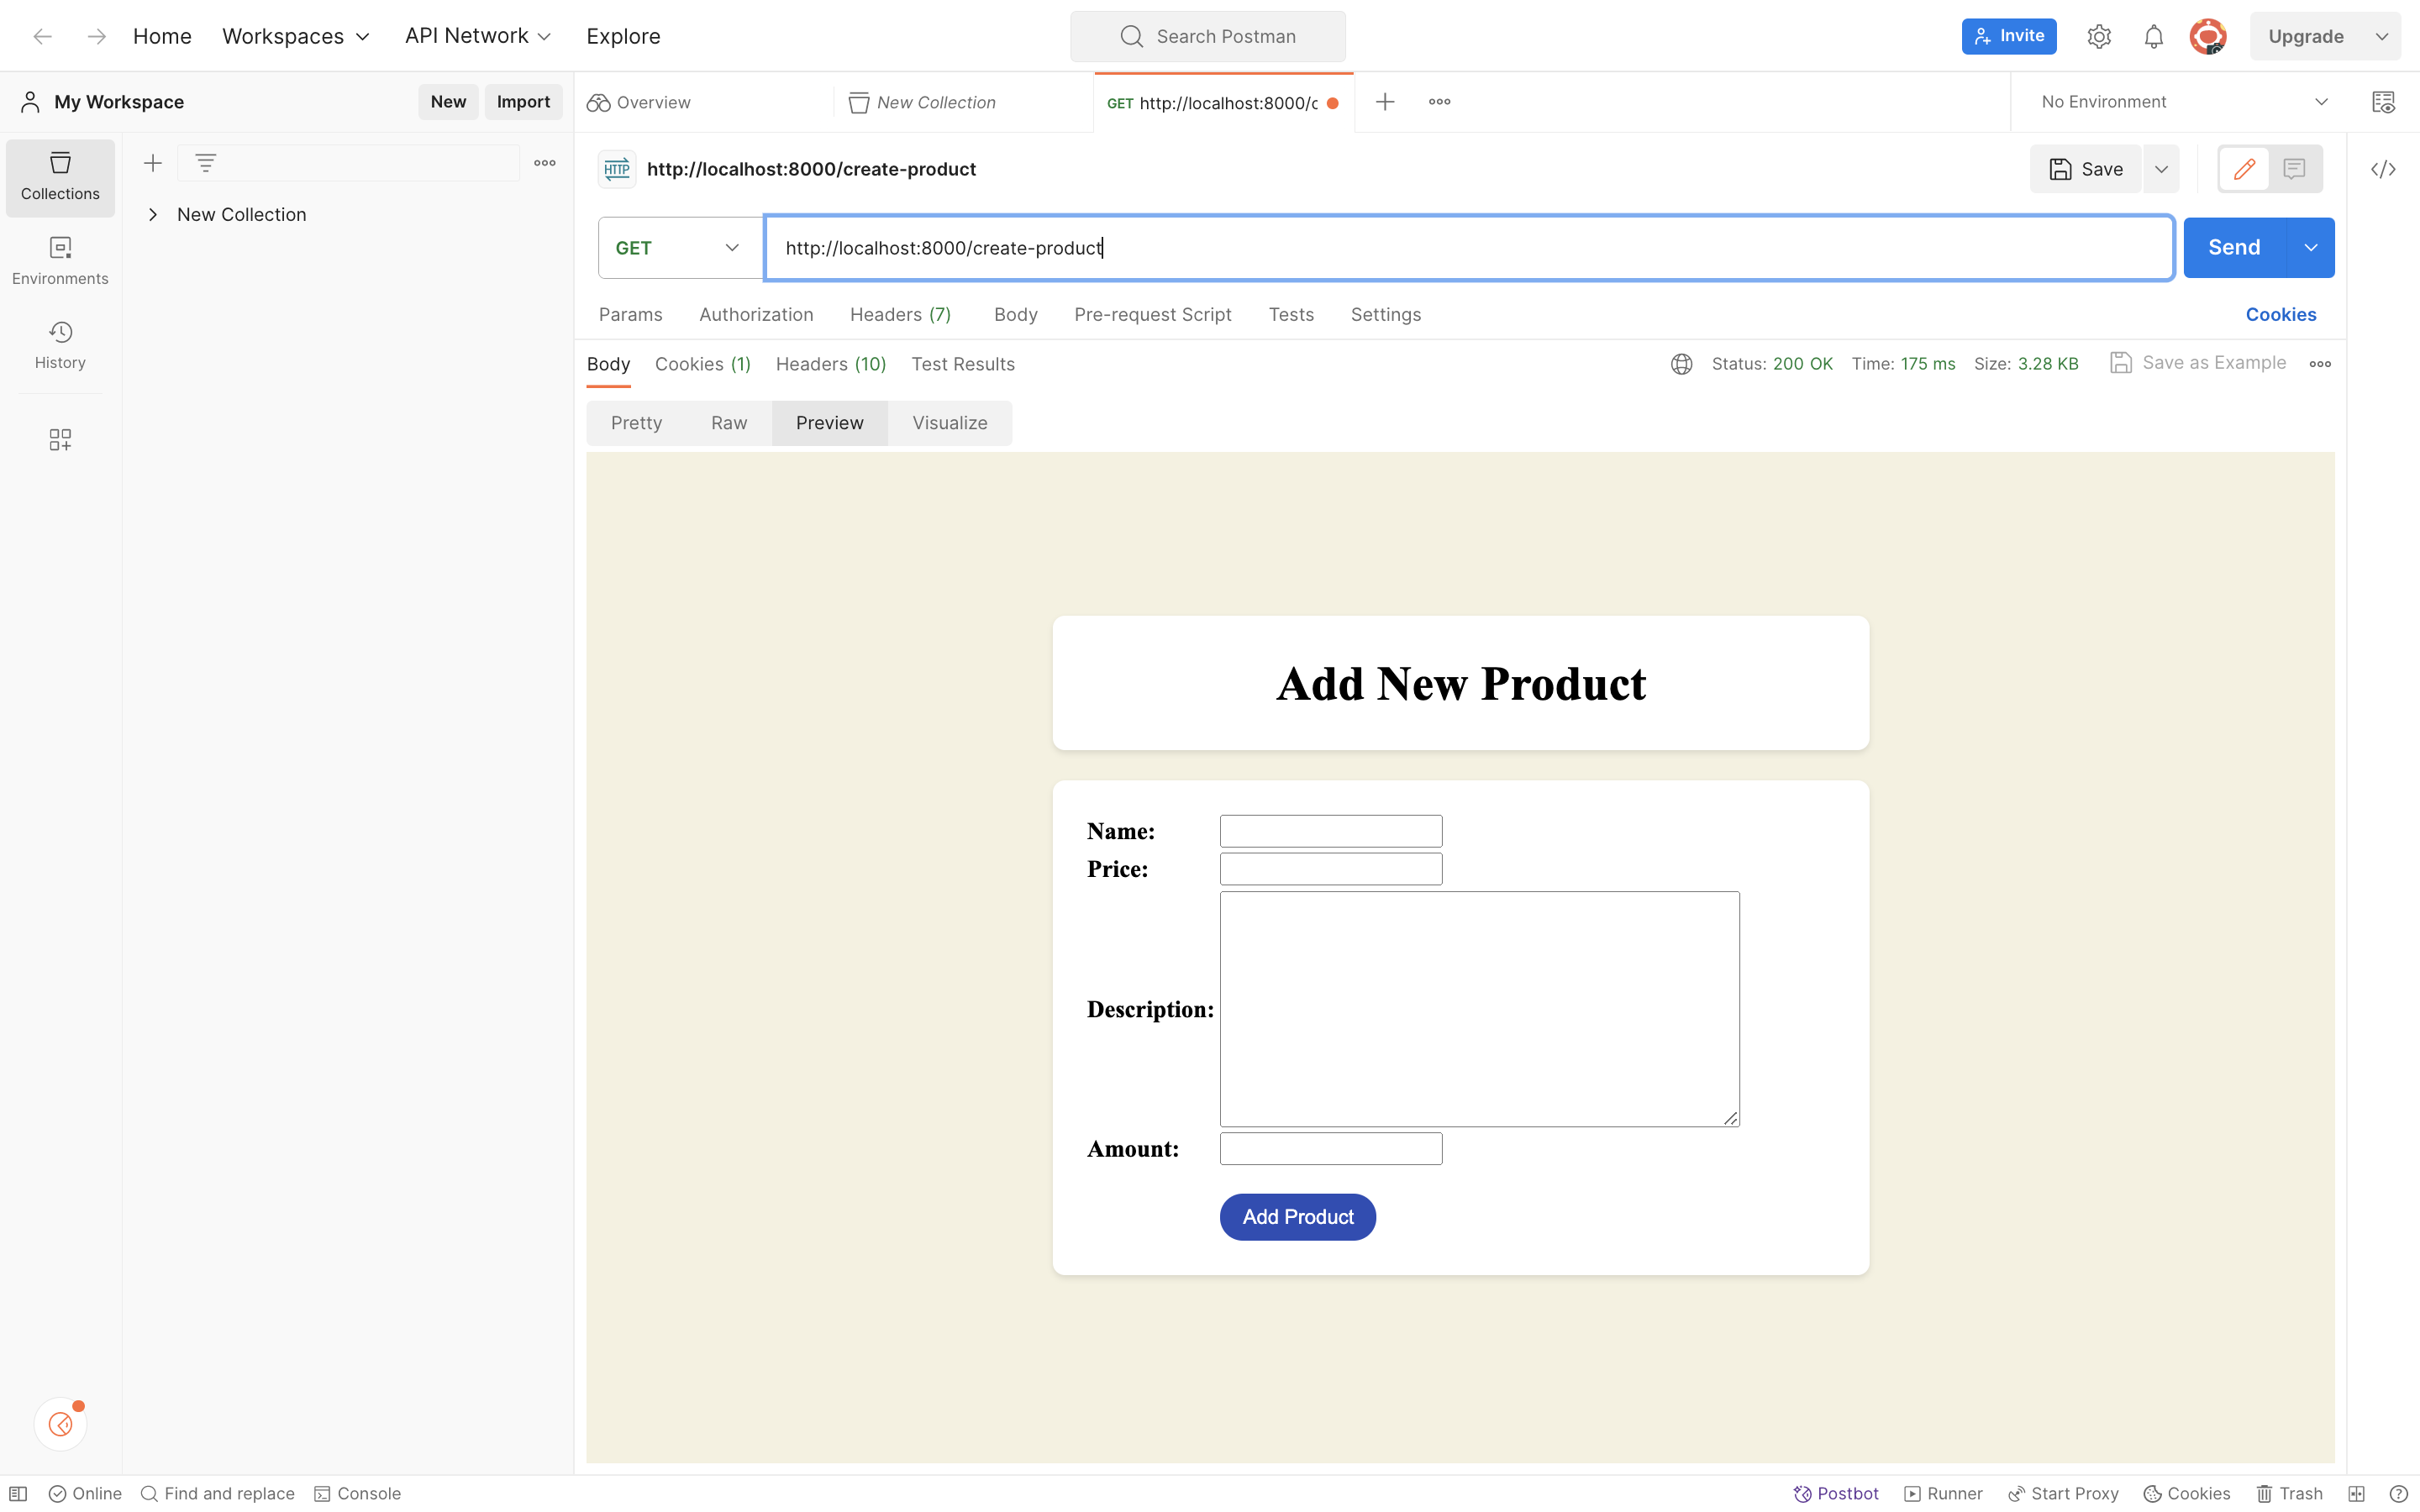 Home Workspaces API Network Explore Search Postman Invite Upgrade
My Workspace New Import Overview New Collection GET http://localhost:8000/c No Environment
Collections
New Collection
Environments
History
HTTP http://localhost:8000/create-product Save
GET http://localhost:8000/create-product Send
Params Authorization Headers (7) Body Pre-request Script Tests Settings Cookies
Body Cookies (1) Headers (10) Test Results Status: 200 OK Time: 175 ms Size: 3.28 KB Save as Example
Pretty Raw Preview Visualize
Add New Product
Name:
Price:
Description:
Amount:
Add Product
Online Find and replace Console Postbot Runner Start Proxy Cookies Trash